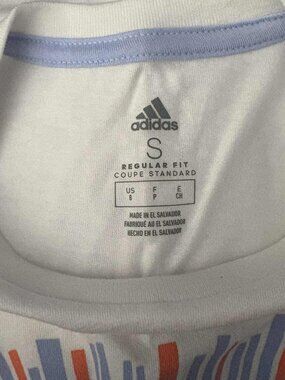 adidas
S
REGULAR FIT
COUPE STANDARD
US F E
S P CH
MADE IN EL SALVADOR
FABRIQUÉ AU EL SALVADOR
HECHO EN EL SALVADOR